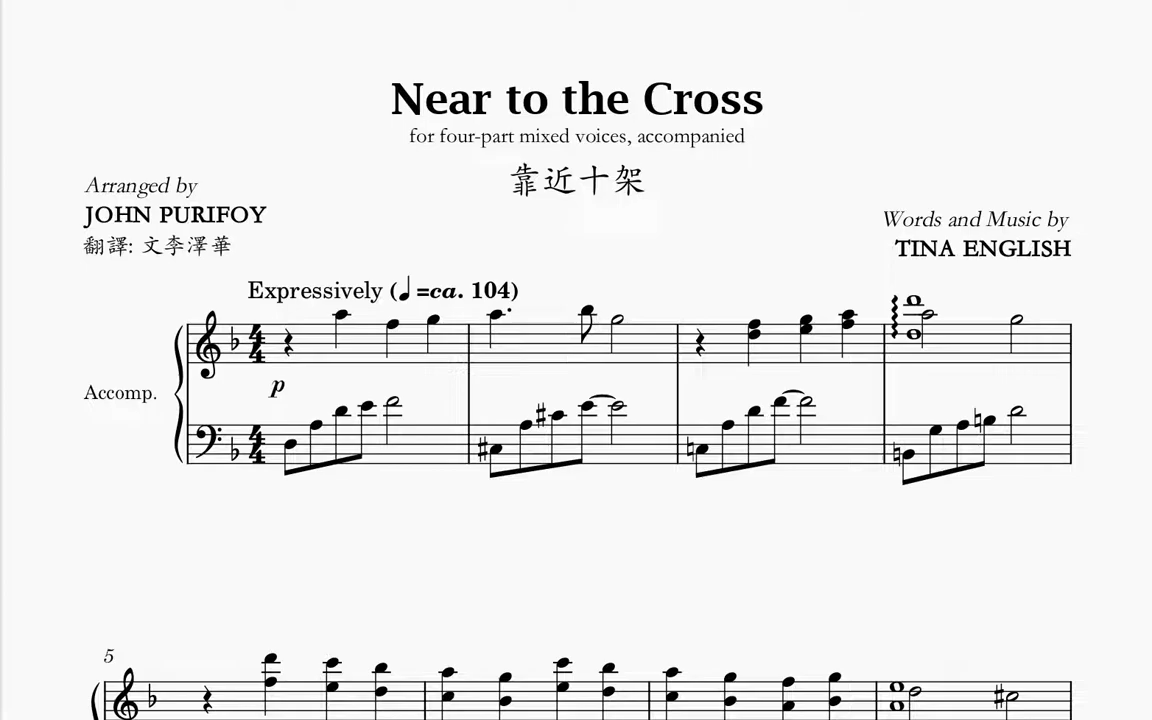 Near to the Cross
for four-part mixed voices, accompanied
靠近十架
Arranged by
JOHN PURIFOY
翻譯: 文李澤華
Words and Music by
TINA ENGLISH
Expressively (♩=ca. 104)
p
Accomp.
5